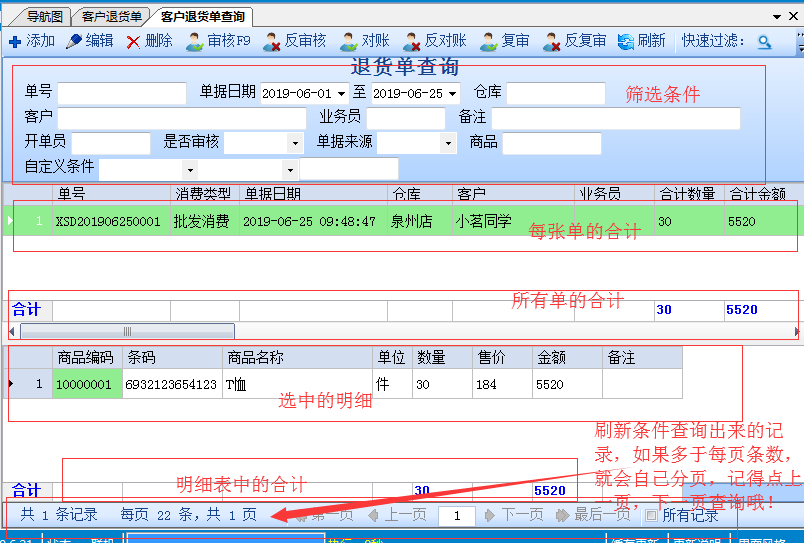 导航图 客户退货单 客户退货单查询
添加 编辑 删除 审核F9 反审核 对账 反对账 复审 反复审 刷新 快速过滤:
退货单查询
单号 单据日期 2019-06-01 至 2019-06-25 仓库
筛选条件
客户 业务员 备注
开单员 是否审核 单据来源 商品
自定义条件
单号 消费类型 单据日期 仓库 客户 业务员 合计数量 合计金额
1 XSD201906250001 批发消费 2019-06-25 09:48:47 泉州店 小茗同学 30 5520
每张单的合计
所有单的合计
合计 30 5520
商品编码 条码 商品名称 单位 数量 售价 金额 备注
1 10000001 6932123654123 T恤 件 30 184 5520
选中的明细
刷新条件查询出来的记
录，如果多于每页条数，
就会自己分页，记得点上
一页，下一页查询哦！
明细表中的合计
合计 30 5520
共 1 条记录 每页 22 条，共 1 页 第一页 上一页 1 下一页 最后一页 所有记录